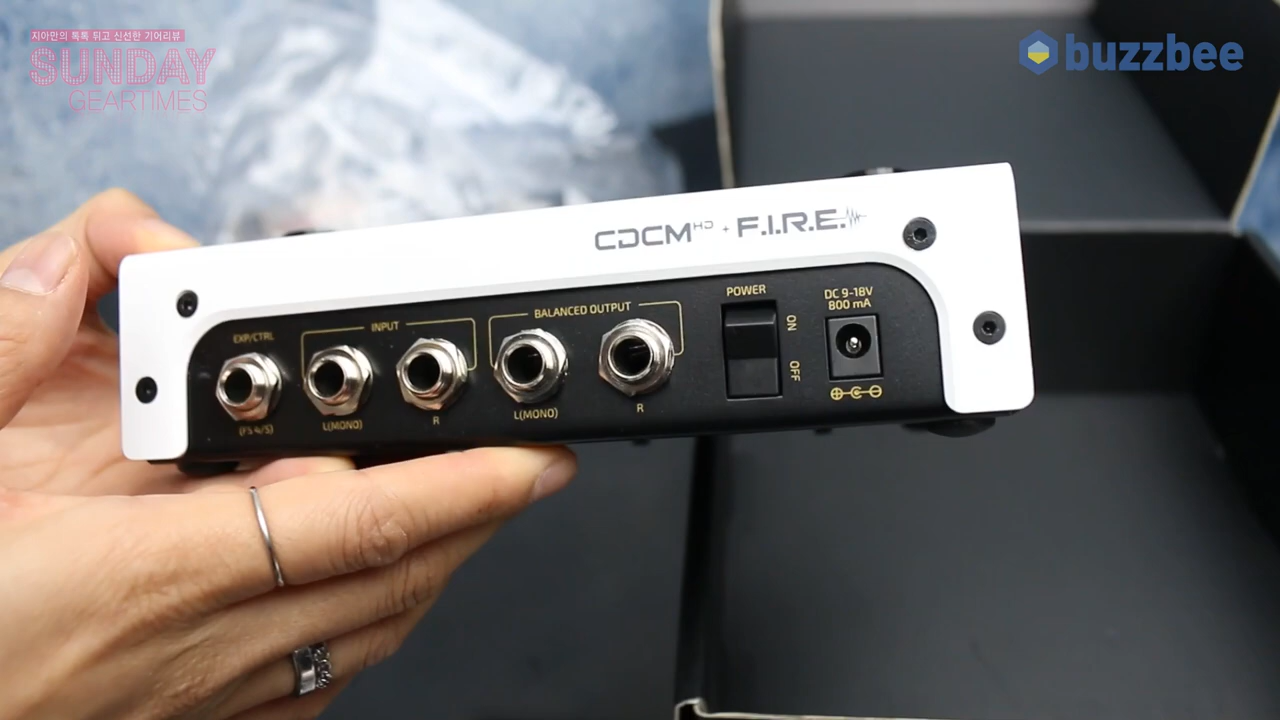 지아만의 톡톡 튀고 신선한 기어리뷰
SUNDAY
GEARTIMES
buzzbee
CDCM HD + F.I.R.E.
EXP/CTRL
(FS 4/5)
INPUT
L(MONO)
R
BALANCED OUTPUT
L(MONO)
R
POWER
ON
OFF
DC 9-18V
800 mA